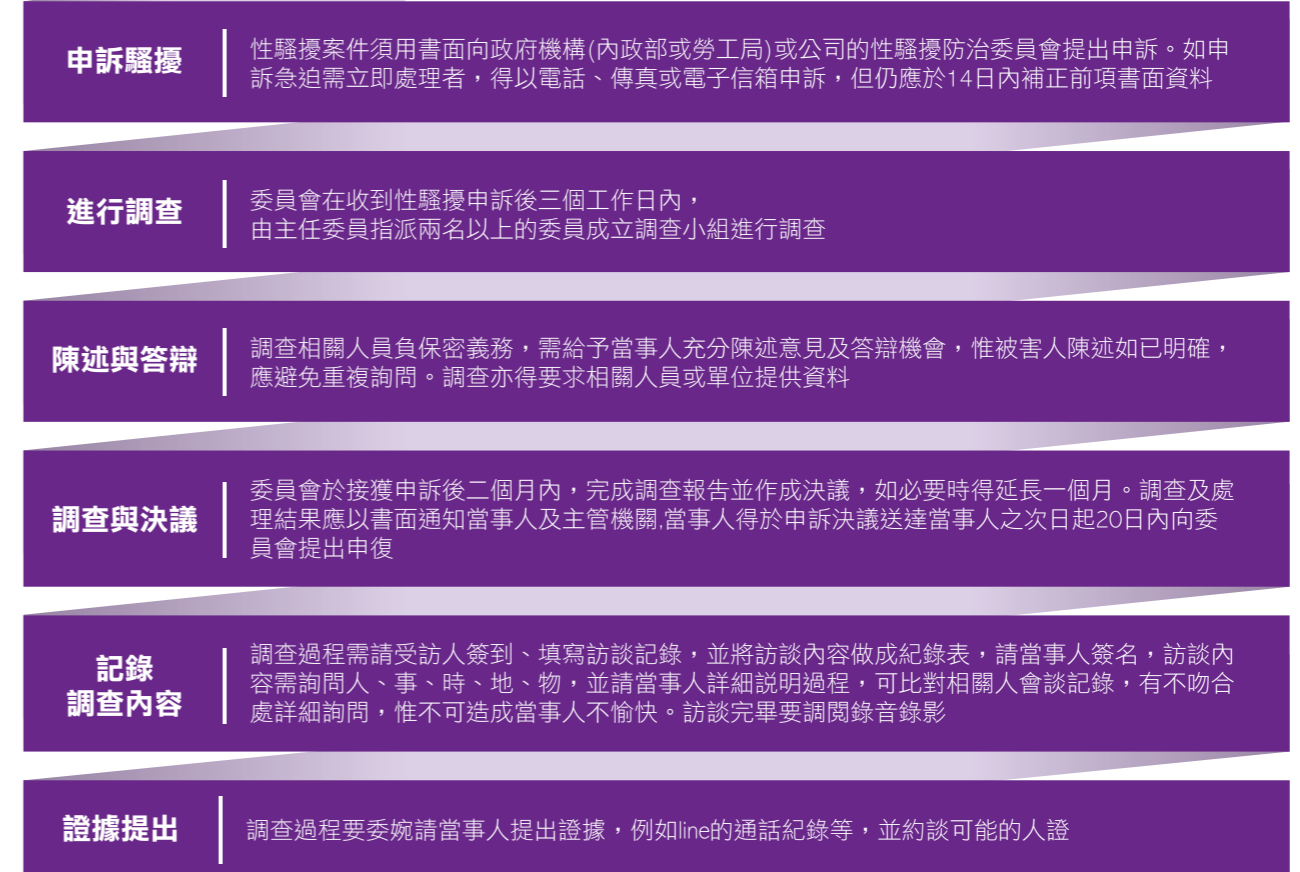 申訴騷擾
性騷擾案件須用書面向政府機構(內政部或勞工局)或公司的性騷擾防治委員會提出申訴。如申
訴急迫需立即處理者，得以電話、傳真或電子信箱申訴，但仍應於14日內補正前項書面資料
進行調查
委員會在收到性騷擾申訴後三個工作日內，
由主任委員指派兩名以上的委員成立調查小組進行調查
陳述與答辯
調查相關人員負保密義務，需給予當事人充分陳述意見及答辯機會，惟被害人陳述如已明確，
應避免重複詢問。調查亦得要求相關人員或單位提供資料
調查與決議
委員會於接獲申訴後二個月內，完成調查報告並作成決議，如必要時得延長一個月。調查及處
理結果應以書面通知當事人及主管機關,當事人得於申訴決議送達當事人之次日起20日內向委
員會提出申復
記錄
調查內容
調查過程需請受訪人簽到、填寫訪談記錄，並將訪談內容做成紀錄表，請當事人簽名，訪談內
容需詢問人、事、時、地、物，並請當事人詳細説明過程，可比對相關人會談記錄，有不吻合
處詳細詢問，惟不可造成當事人不愉快。訪談完畢要調閲錄音錄影
證據提出
調查過程要委婉請當事人提出證據，例如line的通話紀錄等，並約談可能的人證